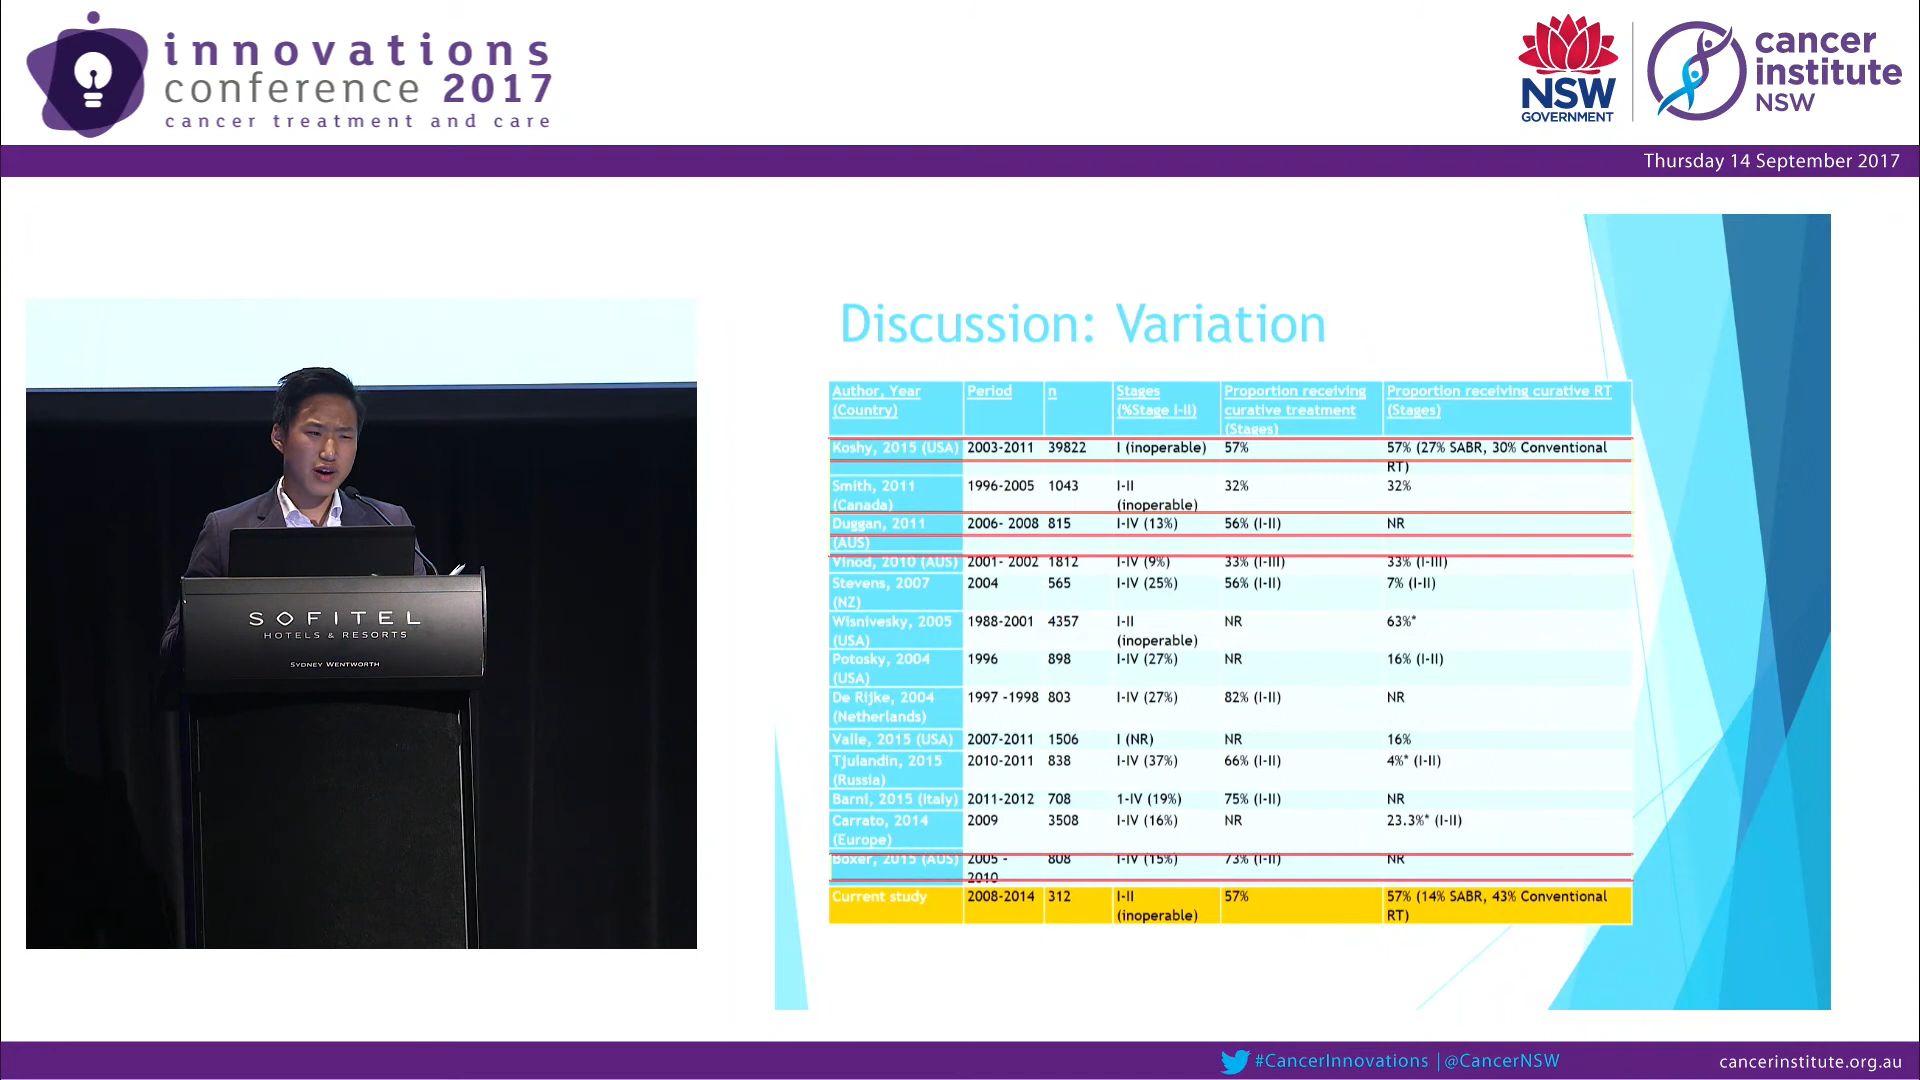 innovations
conference 2017
cancer treatment and care
NSW
GOVERNMENT
cancer
institute
NSW
Thursday 14 September 2017
SOFITEL
HOTELS & RESORTS
SYDNEY WENTWORTH
Discussion: Variation
Author, Year (Country) Period n Stages (%Stage I-II) Proportion receiving curative treatment (Stages) Proportion receiving curative RT (Stages)
Koshy, 2015 (USA) 2003-2011 39822 I (inoperable) 57% 57% (27% SABR, 30% Conventional RT)
Smith, 2011 (Canada) 1996-2005 1043 I-II (inoperable) 32% 32%
Duggan, 2011 (AUS) 2006- 2008 815 I-IV (13%) 56% (I-II) NR
Vinod, 2010 (AUS) 2001- 2002 1812 I-IV (9%) 33% (I-III) 33% (I-III)
Stevens, 2007 (NZ) 2004 565 I-IV (25%) 56% (I-II) 7% (I-II)
Wisnivesky, 2005 (USA) 1988-2001 4357 I-II (inoperable) NR 63%*
Potosky, 2004 (USA) 1996 898 I-IV (27%) NR 16% (I-II)
De Rijke, 2004 (Netherlands) 1997 -1998 803 I-IV (27%) 82% (I-II) NR
Valle, 2015 (USA) 2007-2011 1506 I (NR) NR 16%
Tjulandin, 2015 (Russia) 2010-2011 838 I-IV (37%) 66% (I-II) 4%* (I-II)
Barni, 2015 (Italy) 2011-2012 708 1-IV (19%) 75% (I-II) NR
Carrato, 2014 (Europe) 2009 3508 I-IV (16%) NR 23.3%* (I-II)
Boxer, 2015 (AUS) 2005 - 2010 808 I-IV (15%) 73% (I-II) NR
Current study 2008-2014 312 I-II (inoperable) 57% 57% (14% SABR, 43% Conventional RT)
#CancerInnovations | @CancerNSW
cancerinstitute.org.au